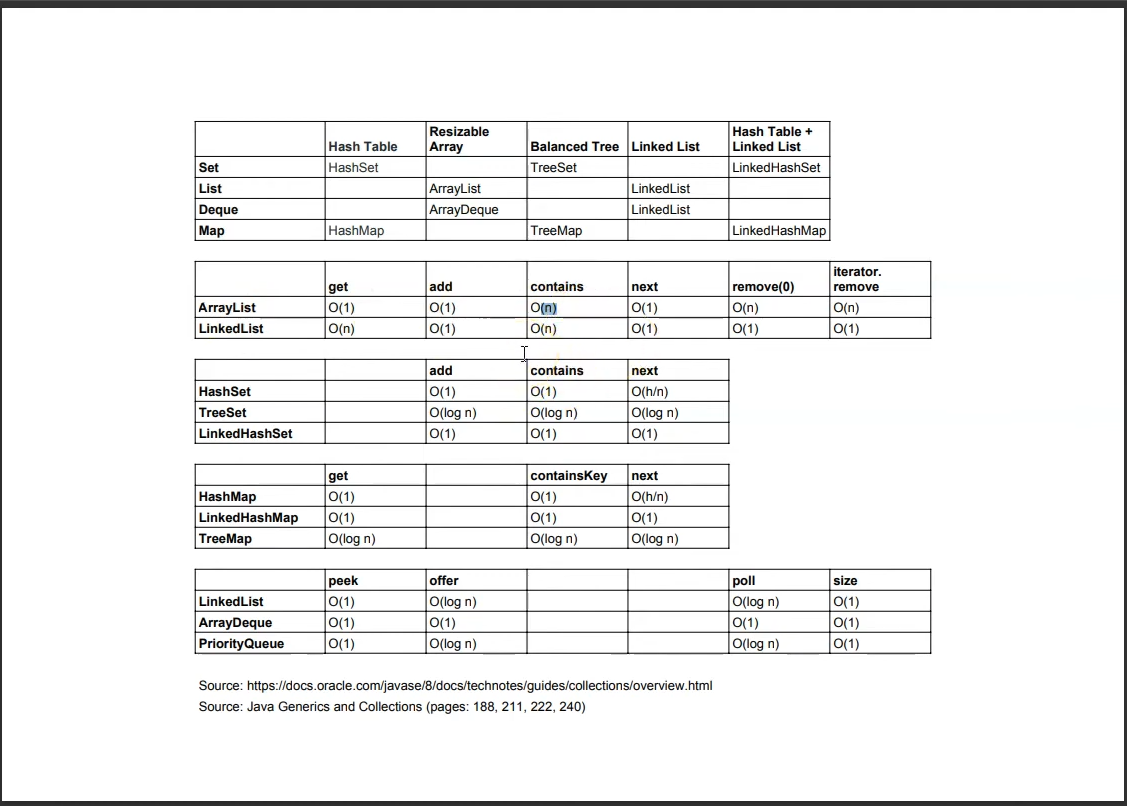 Hash Table Resizable Array Balanced Tree Linked List Hash Table + Linked List
Set HashSet TreeSet LinkedHashSet
List ArrayList LinkedList
Deque ArrayDeque LinkedList
Map HashMap TreeMap LinkedHashMap
get add contains next remove(0) iterator. remove
ArrayList O(1) O(1) O(n) O(1) O(n) O(n)
LinkedList O(n) O(1) O(n) O(1) O(1) O(1)
add contains next
HashSet O(1) O(1) O(h/n)
TreeSet O(log n) O(log n) O(log n)
LinkedHashSet O(1) O(1) O(1)
get containsKey next
HashMap O(1) O(1) O(h/n)
LinkedHashMap O(1) O(1) O(1)
TreeMap O(log n) O(log n) O(log n)
peek offer poll size
LinkedList O(1) O(log n) O(log n) O(1)
ArrayDeque O(1) O(1) O(1) O(1)
PriorityQueue O(1) O(log n) O(log n) O(1)
Source: https://docs.oracle.com/javase/8/docs/technotes/guides/collections/overview.html
Source: Java Generics and Collections (pages: 188, 211, 222, 240)